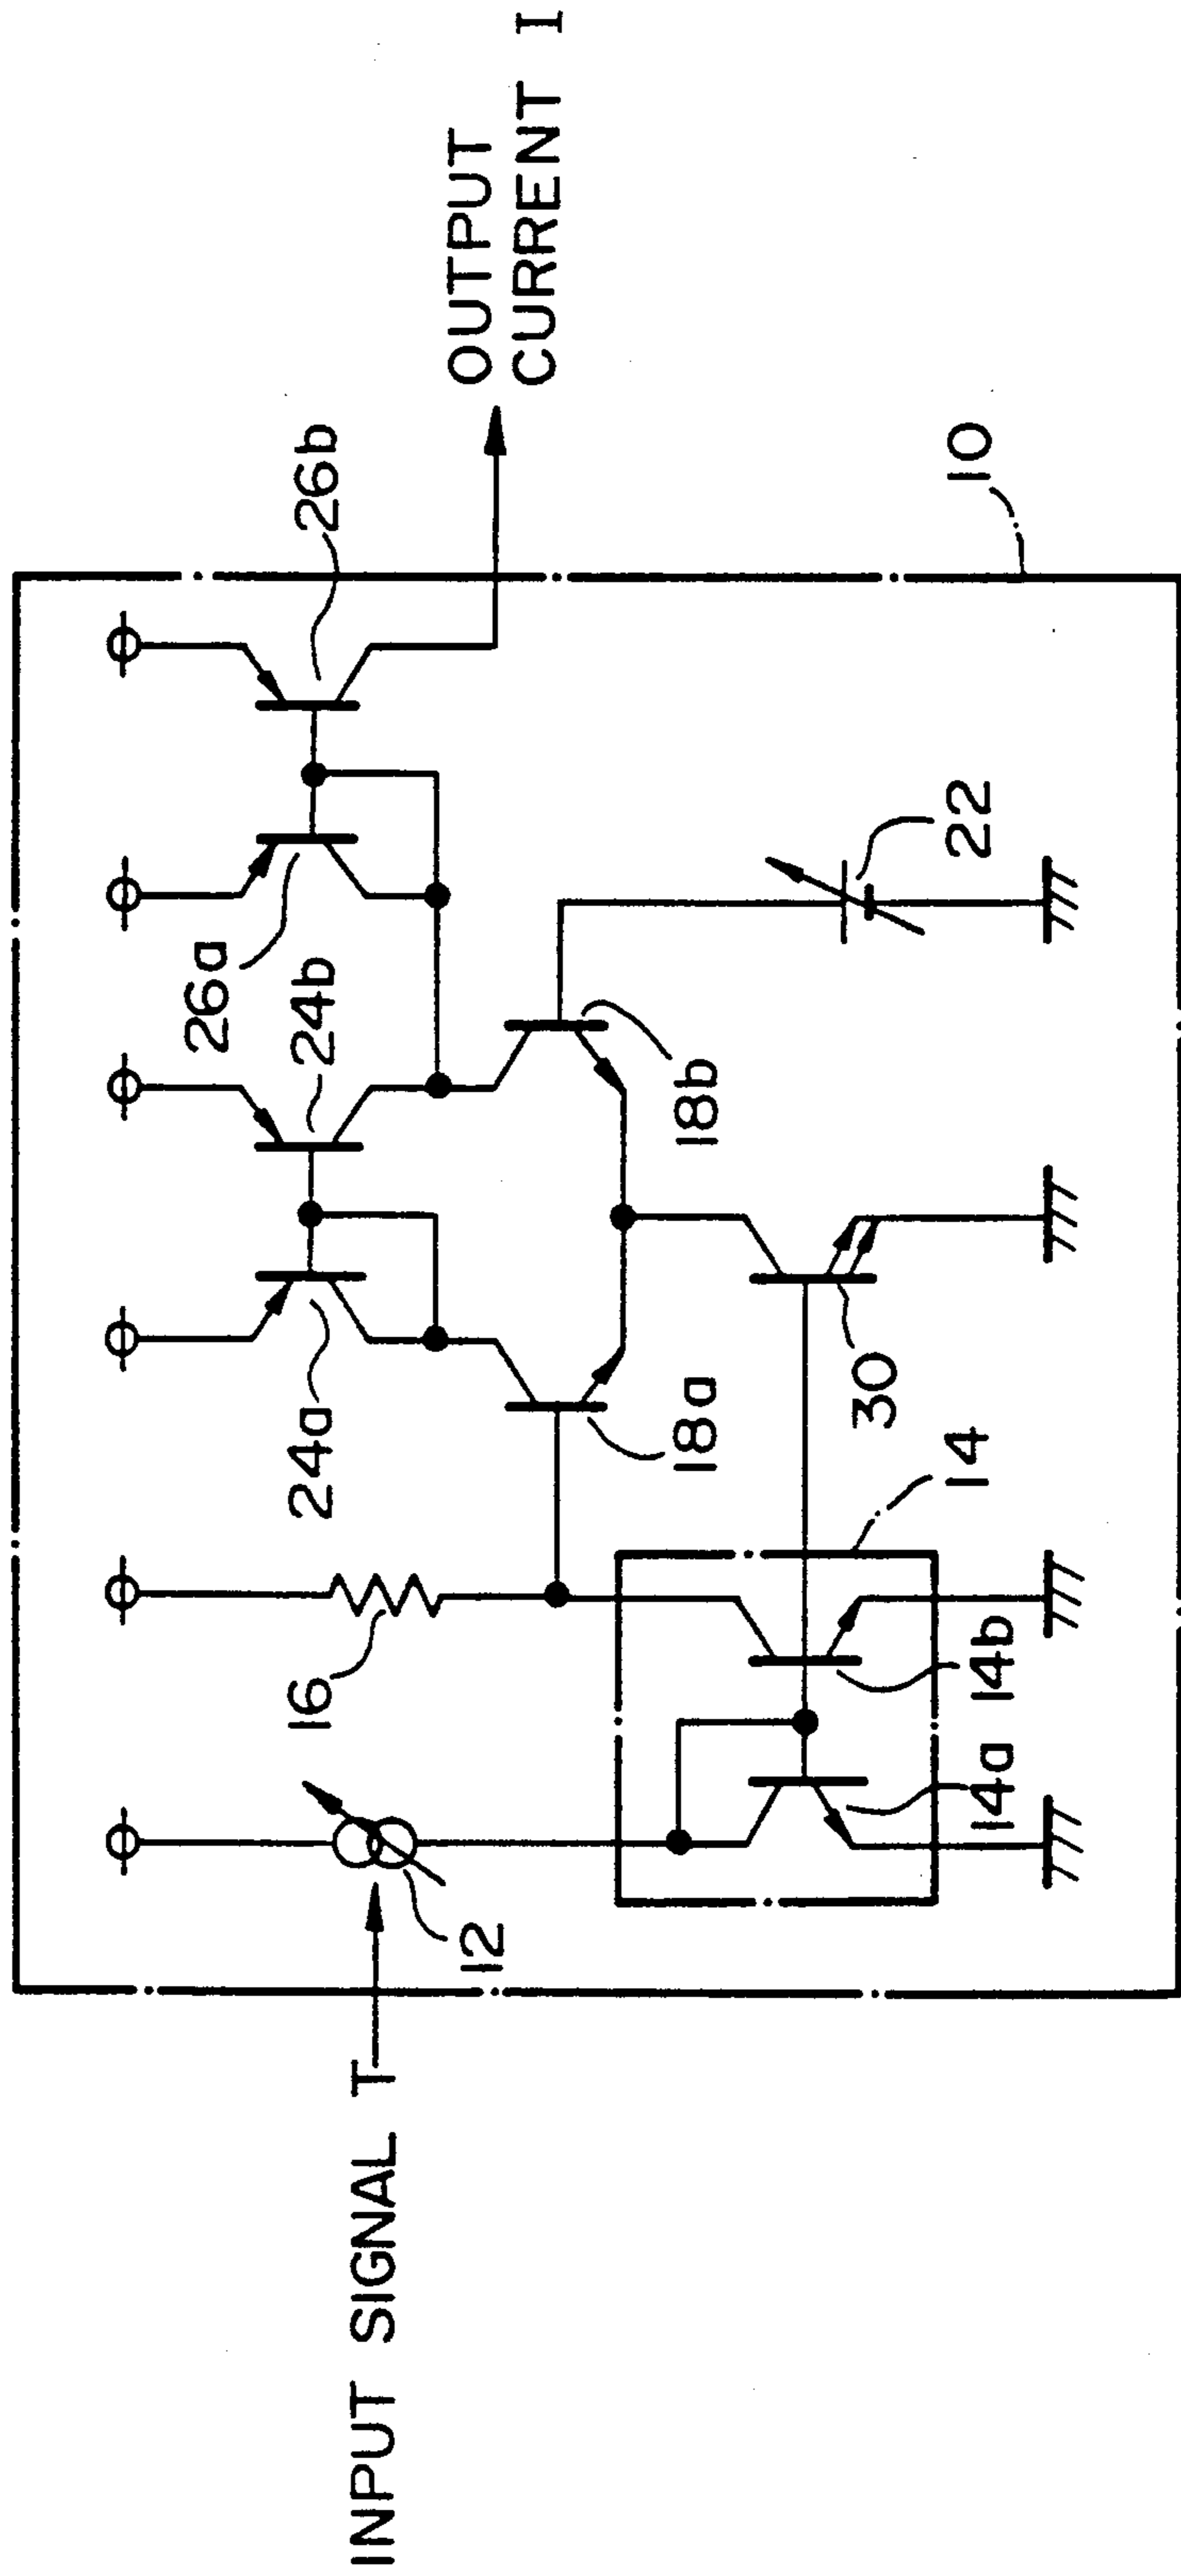 INPUT SIGNAL T
12
16
24a
24b
26a
26b
OUTPUT
CURRENT I
18a
18b
22
14
14a
14b
30
10